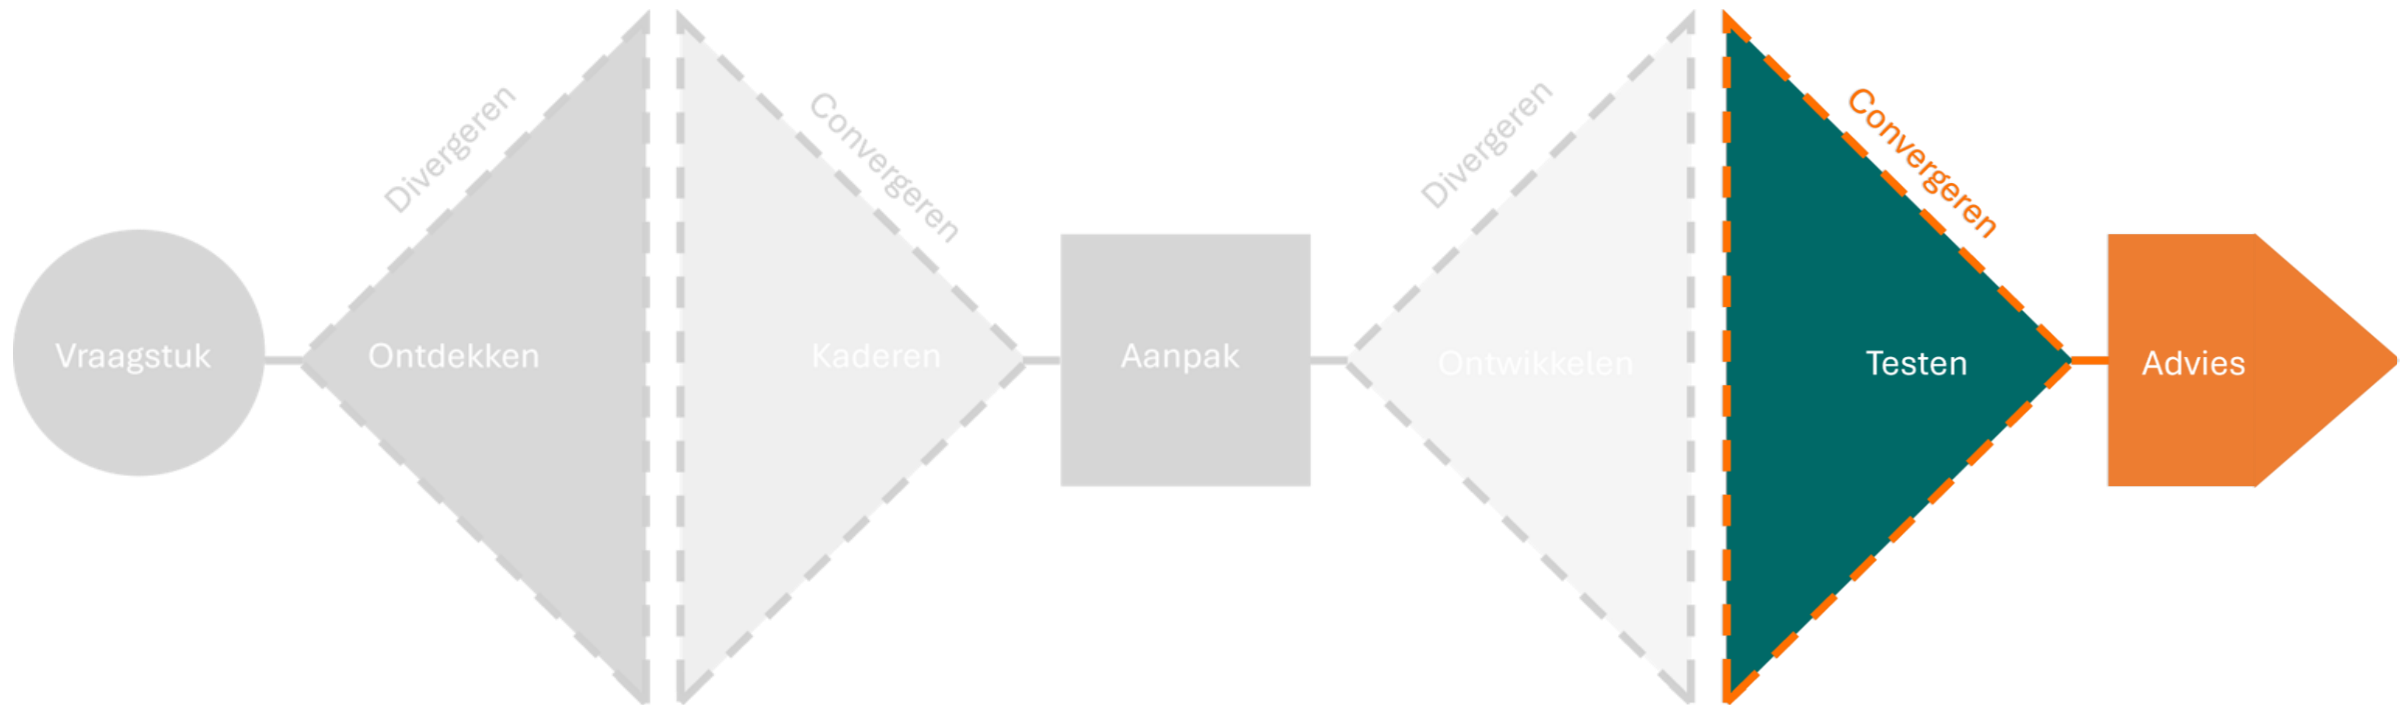 Vraagstuk
Divergeren
Ontdekken
Convergeren
Kaderen
Aanpak
Divergeren
Ontwikkelen
Convergeren
Testen
Advies